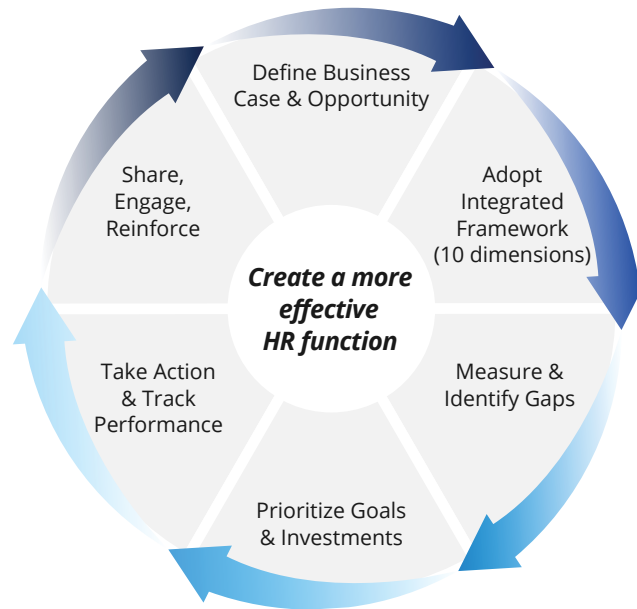 Define Business
Case & Opportunity
Adopt
Integrated
Framework
(10 dimensions)
Measure &
Identify Gaps
Prioritize Goals
& Investments
Take Action
& Track
Performance
Share,
Engage,
Reinforce
Create a more
effective
HR function